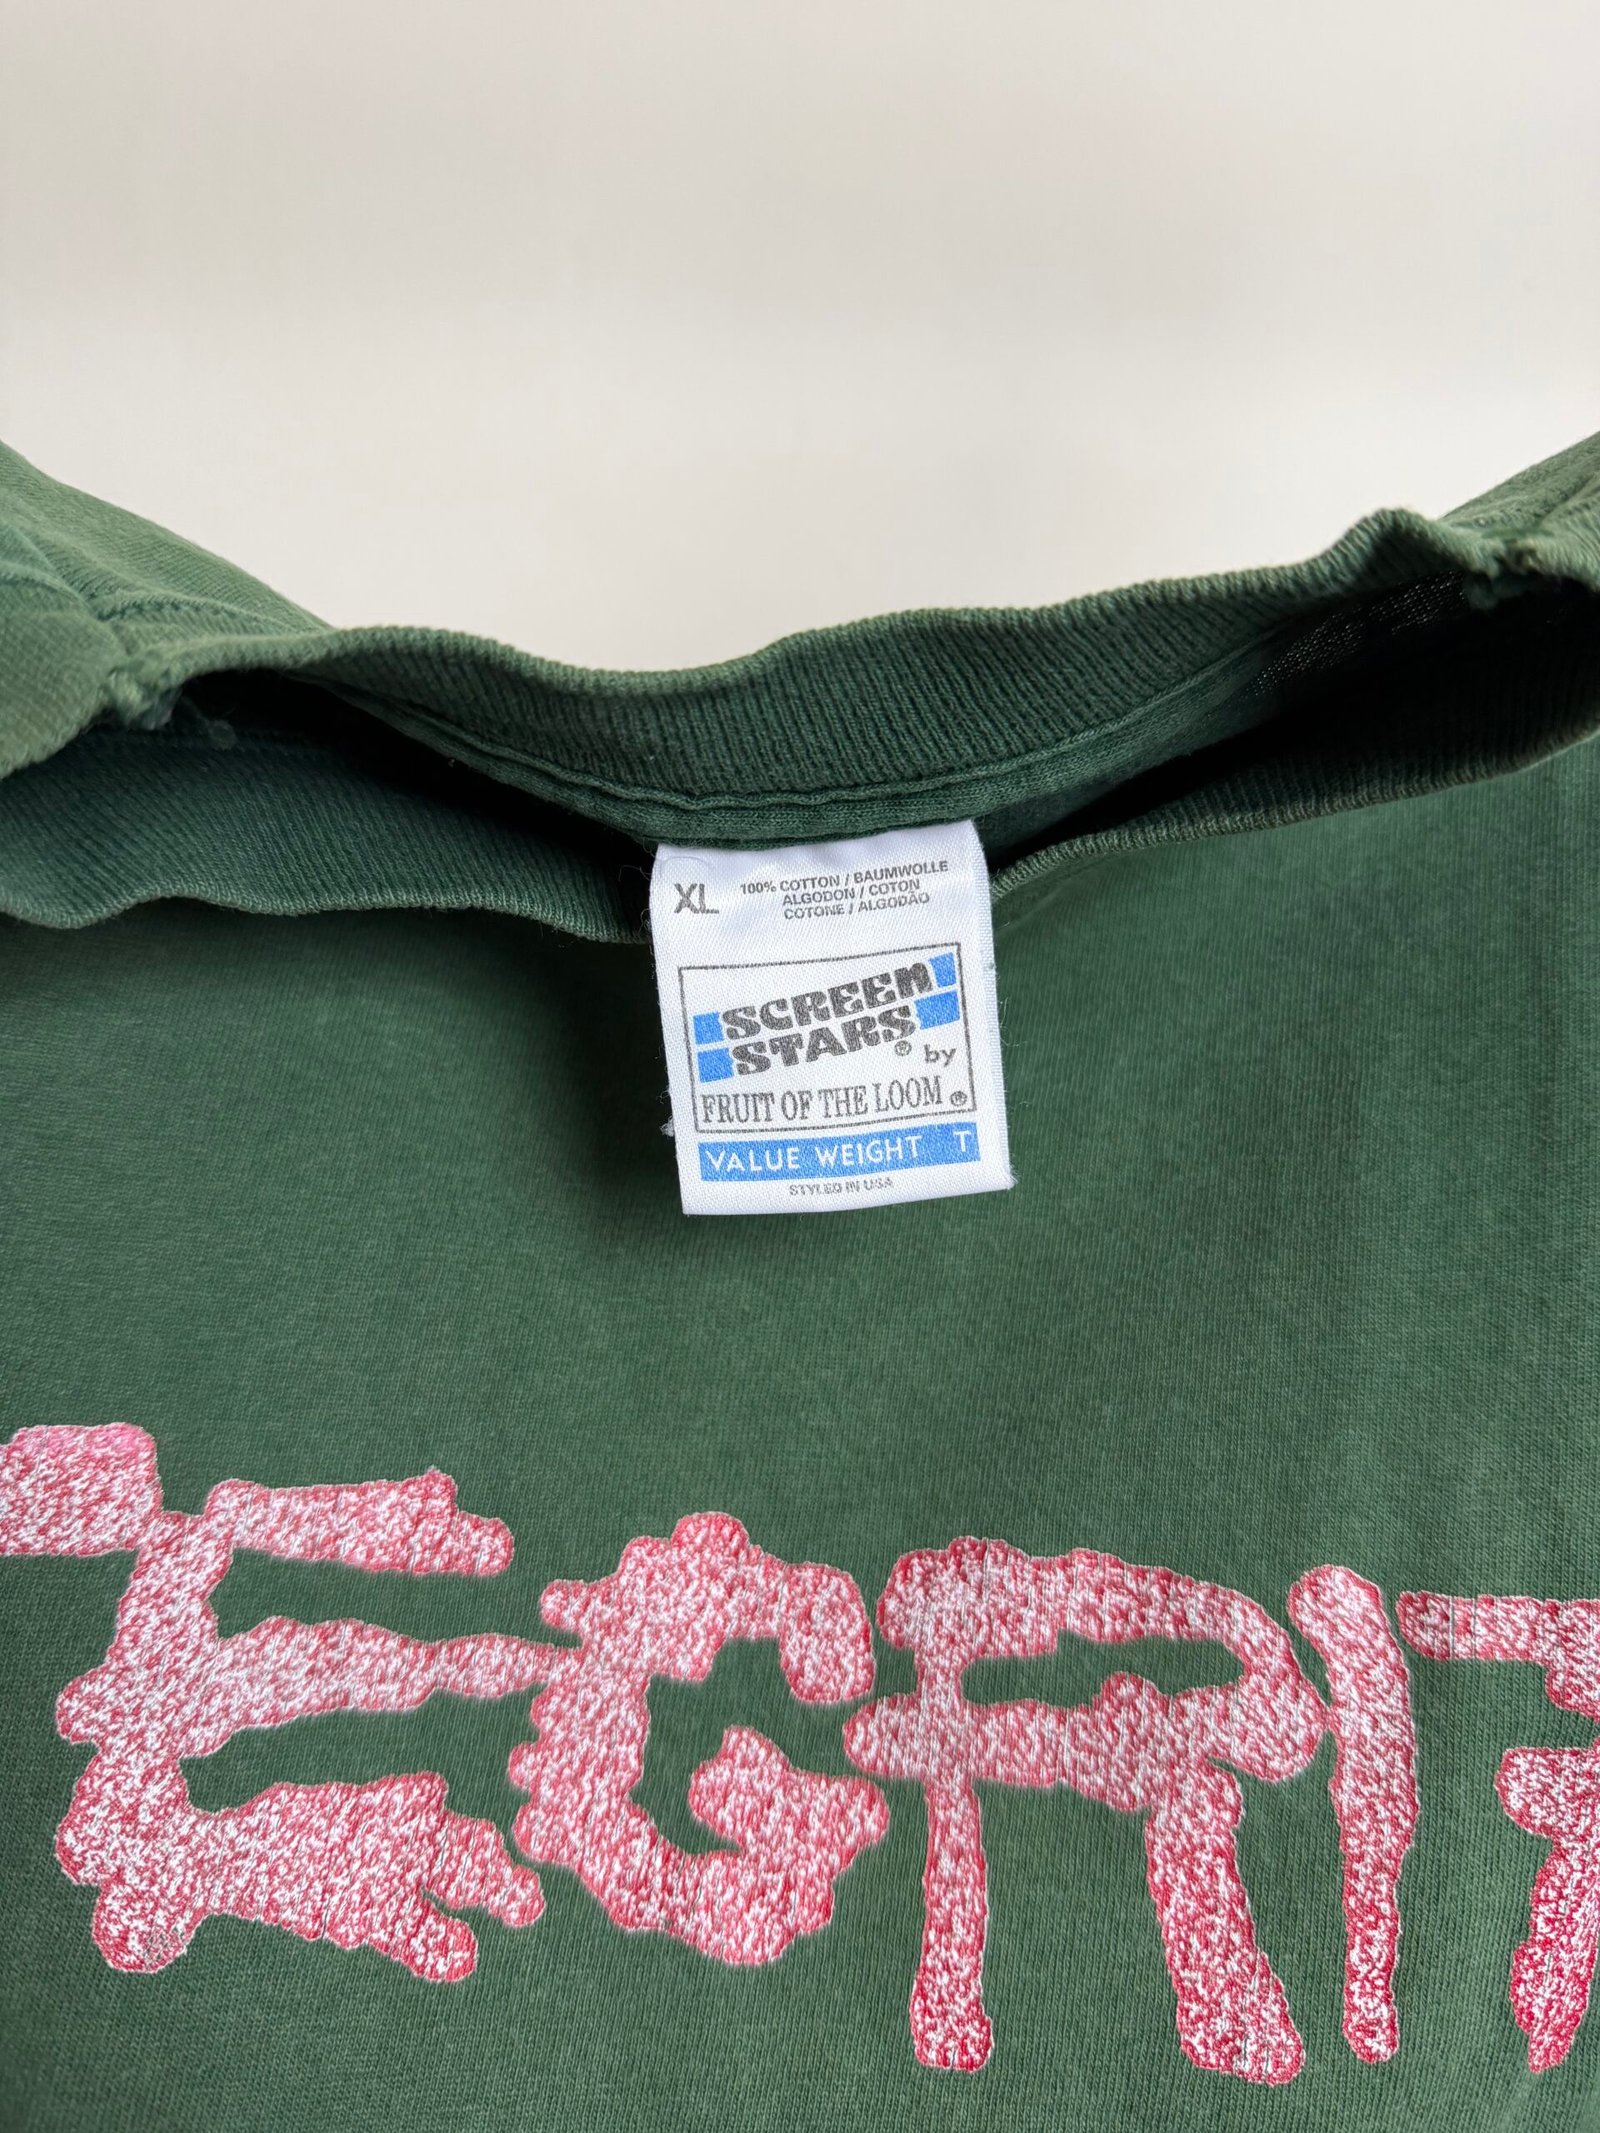 XL
100% COTTON / BAUMWOLLE
ALGODON / COTON
COTONE / ALGODÃO
SCREEN
STARS® by
FRUIT OF THE LOOM®
VALUE WEIGHT T
STYLED IN USA
EGRIT